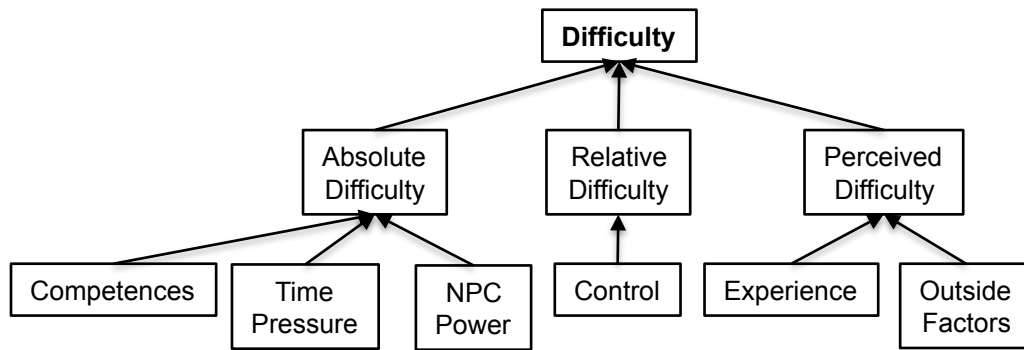 Difficulty
Absolute
Difficulty
Relative
Difficulty
Perceived
Difficulty
Competences
Time
Pressure
NPC
Power
Control
Experience
Outside
Factors